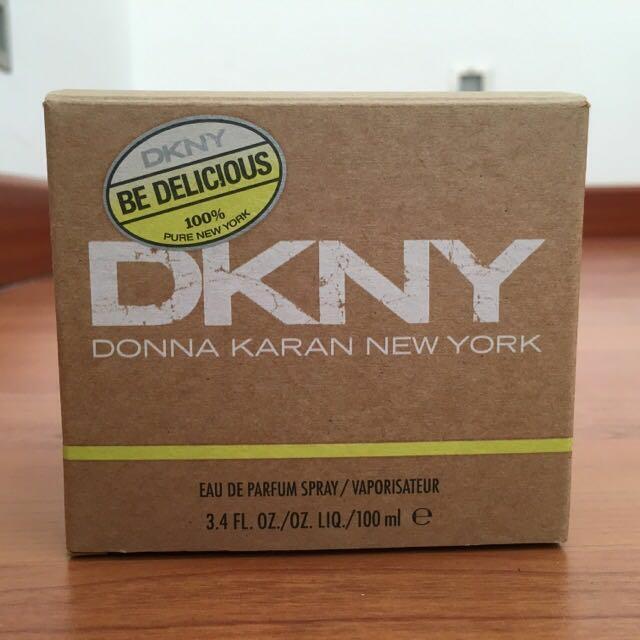 DKNY
BE DELICIOUS
100%
PURE NEW YORK
DKNY
DONNA KARAN NEW YORK
EAU DE PARFUM SPRAY/VAPORISATEUR
3.4 FL. OZ./OZ. LIQ./100 ml ℮